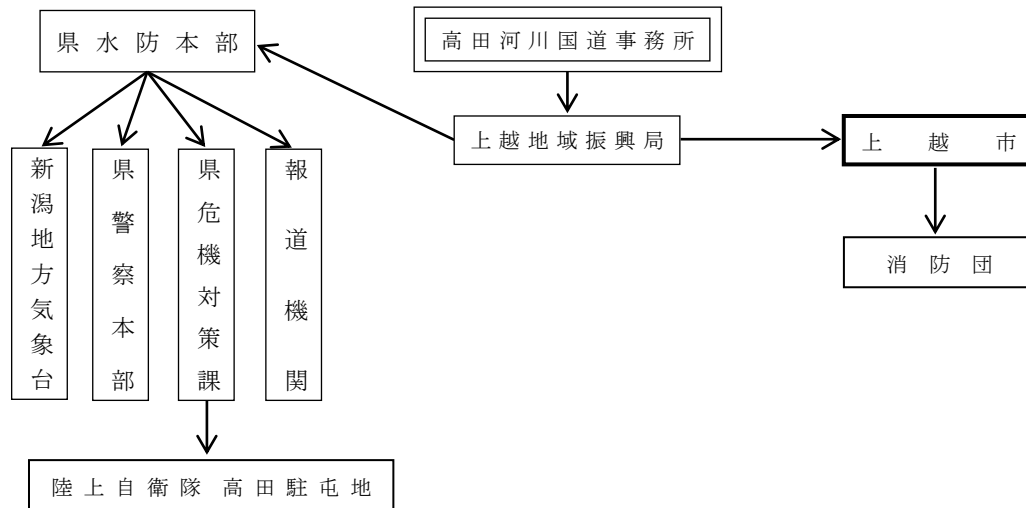 県水防本部
高田河川国道事務所
上越地域振興局
上越市
消防団
新潟地方気象台
県警察本部
県危機対策課
報道機関
陸上自衛隊 高田駐屯地